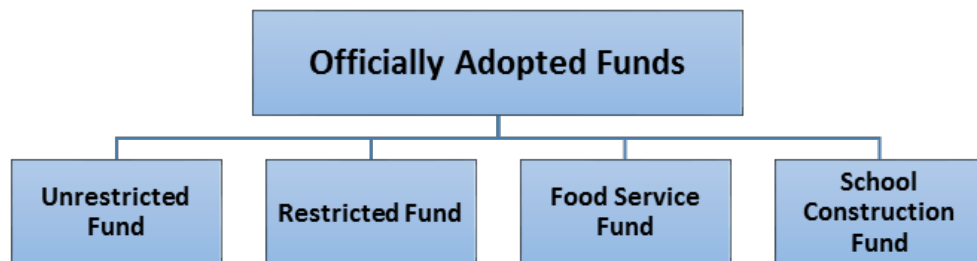 Officially Adopted Funds
Unrestricted
Fund
Restricted Fund
Food Service
Fund
School
Construction
Fund